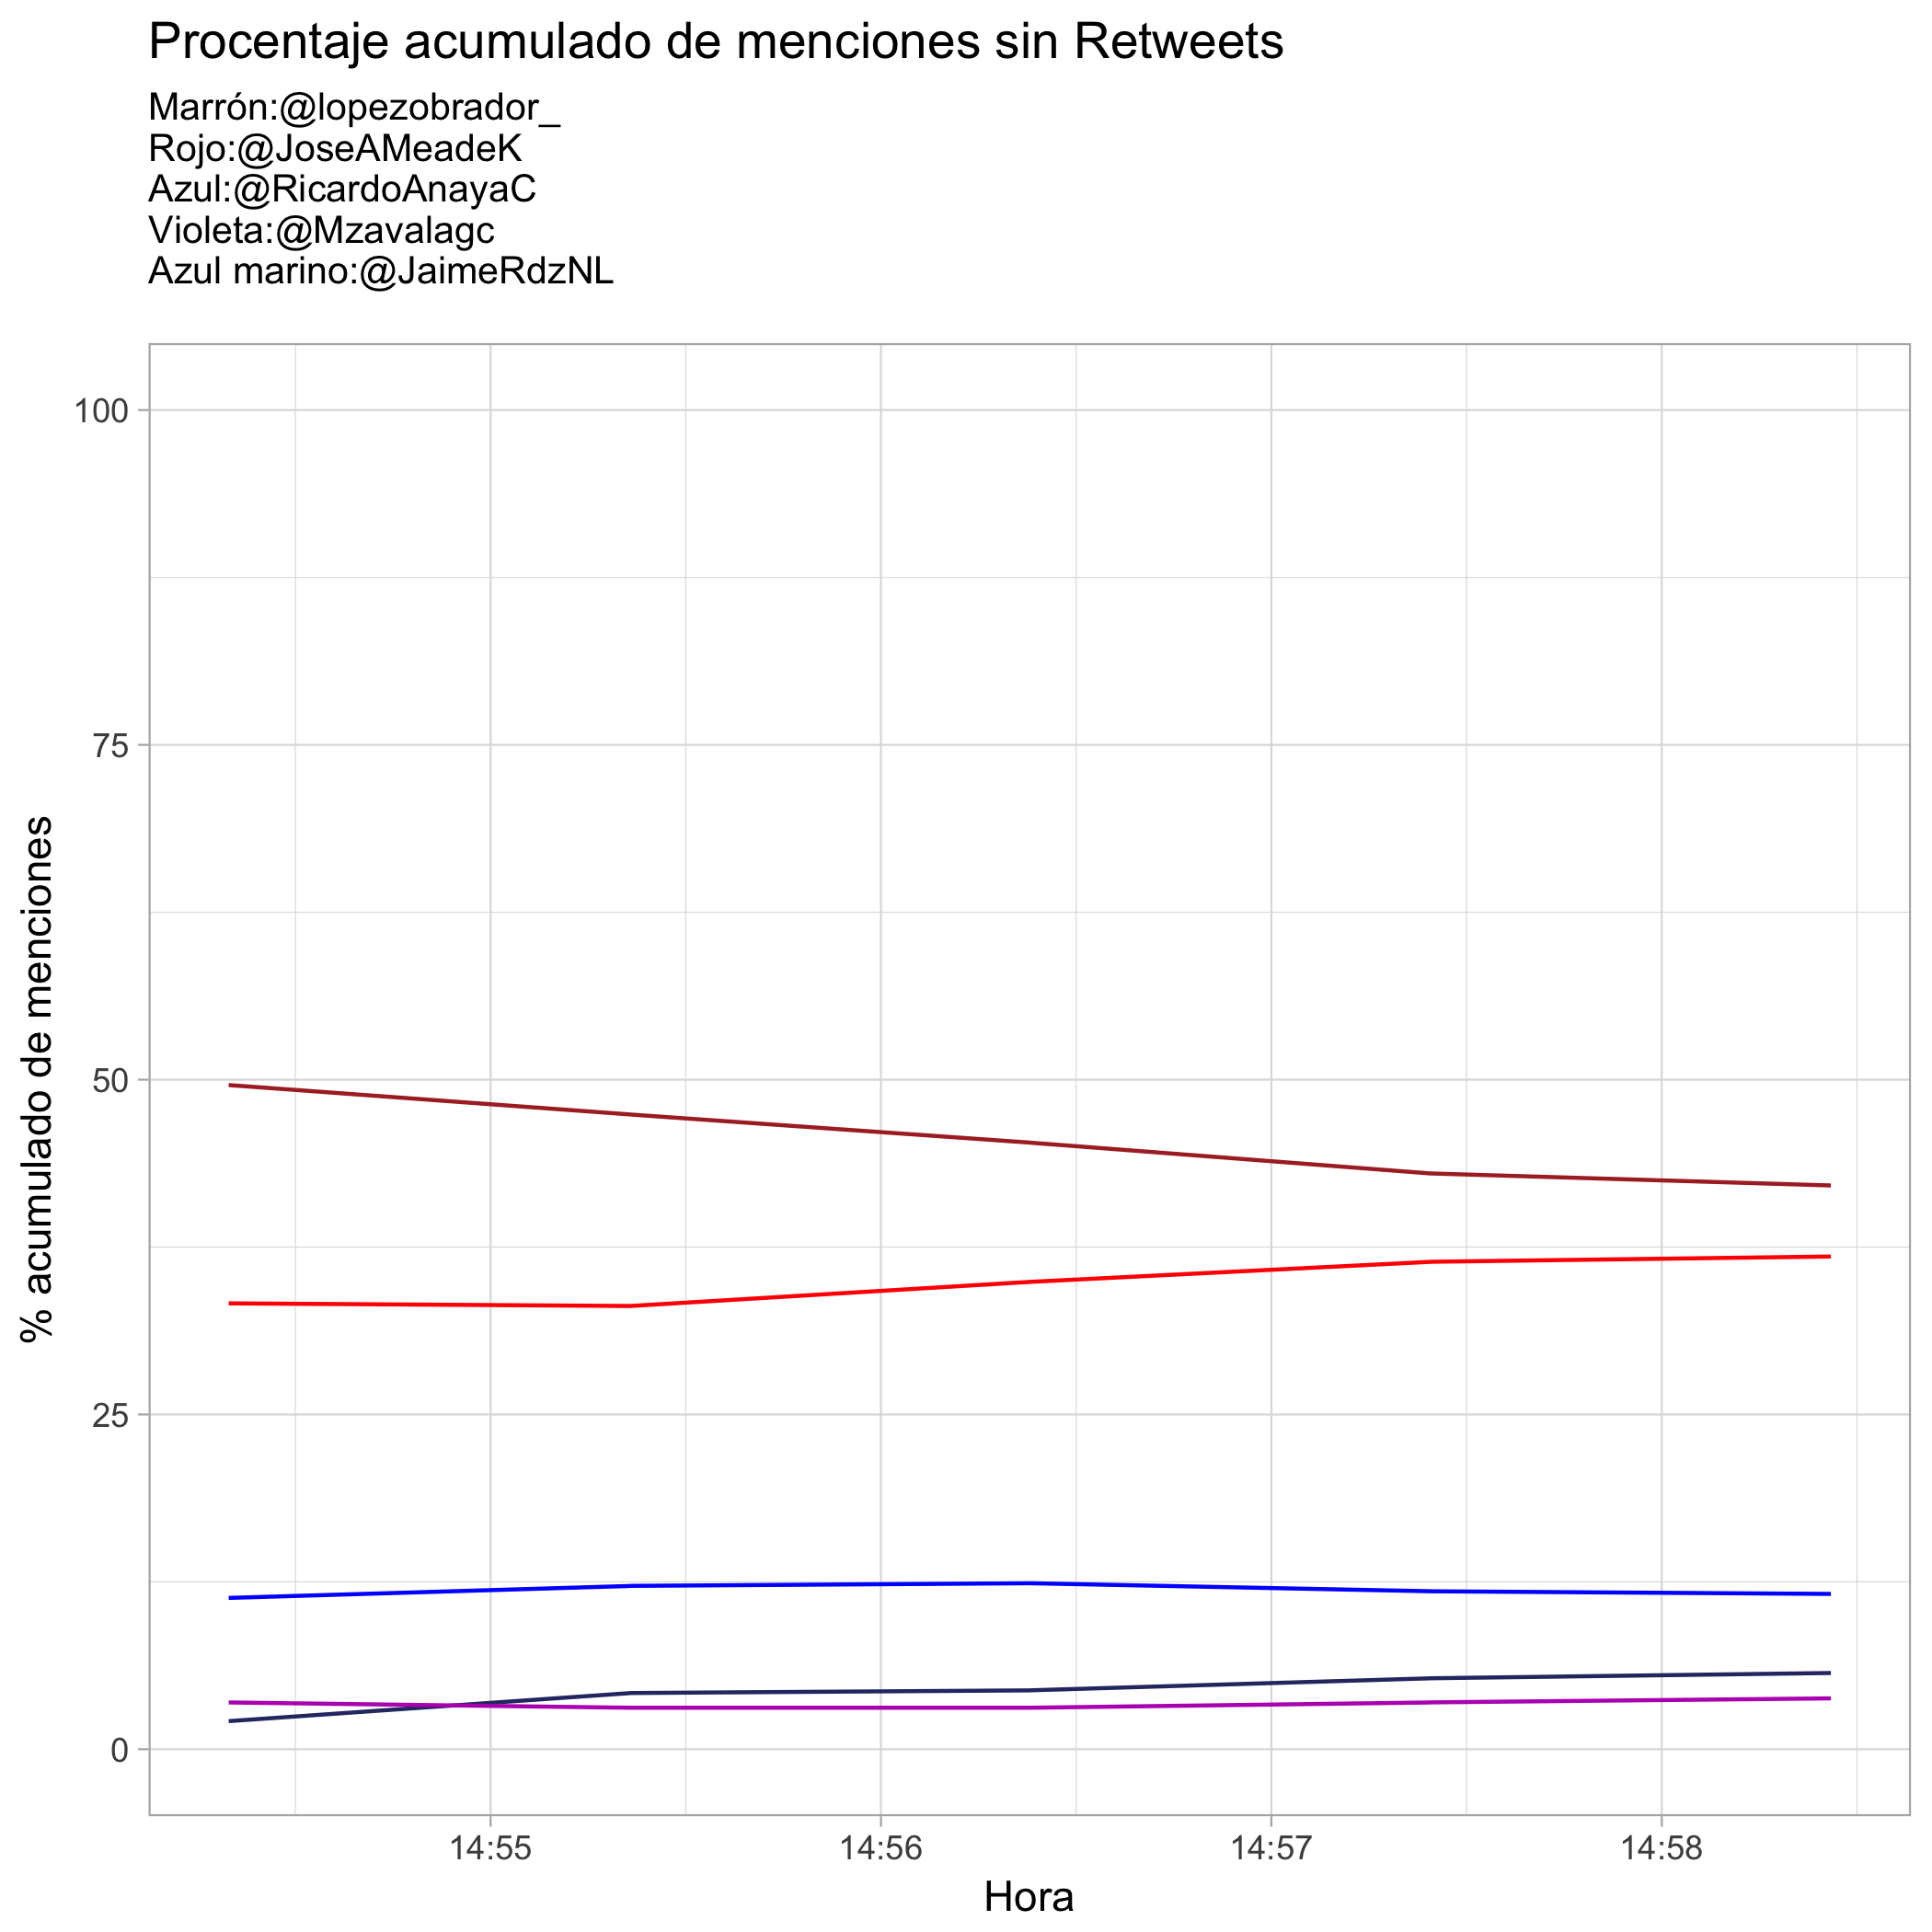 Procentaje acumulado de menciones sin Retweets
Marrón:@lopezobrador_
Rojo:@JoseAMeadeK
Azul:@RicardoAnayaC
Violeta:@Mzavalagc
Azul marino:@JaimeRdzNL
100
75
50
25
0
% acumulado de menciones
14:55
14:56
14:57
14:58
Hora